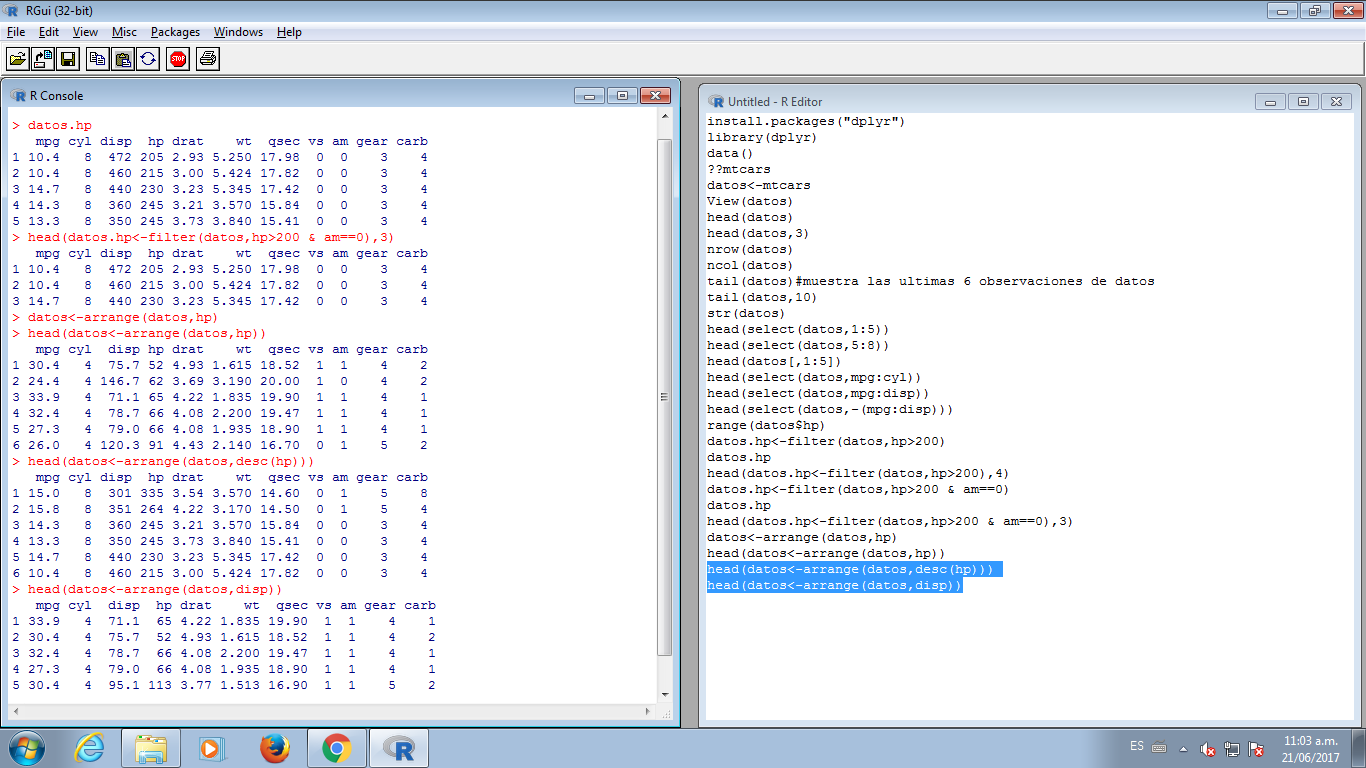 RGui (32-bit)
File Edit View Misc Packages Windows Help
STOP
R Console
> datos.hp
   mpg cyl disp  hp drat    wt  qsec vs am gear carb
1 10.4   8  472 205 2.93 5.250 17.98  0  0    3    4
2 10.4   8  460 215 3.00 5.424 17.82  0  0    3    4
3 14.7   8  440 230 3.23 5.345 17.42  0  0    3    4
4 14.3   8  360 245 3.21 3.570 15.84  0  0    3    4
5 13.3   8  350 245 3.73 3.840 15.41  0  0    3    4
> head(datos.hp<-filter(datos,hp>200 & am==0),3)
   mpg cyl disp  hp drat    wt  qsec vs am gear carb
1 10.4   8  472 205 2.93 5.250 17.98  0  0    3    4
2 10.4   8  460 215 3.00 5.424 17.82  0  0    3    4
3 14.7   8  440 230 3.23 5.345 17.42  0  0    3    4
> datos<-arrange(datos,hp)
> head(datos<-arrange(datos,hp))
   mpg cyl  disp hp drat    wt  qsec vs am gear carb
1 30.4   4  75.7 52 4.93 1.615 18.52  1  1    4    2
2 24.4   4 146.7 62 3.69 3.190 20.00  1  0    4    2
3 33.9   4  71.1 65 4.22 1.835 19.90  1  1    4    1
4 32.4   4  78.7 66 4.08 2.200 19.47  1  1    4    1
5 27.3   4  79.0 66 4.08 1.935 18.90  1  1    4    1
6 26.0   4 120.3 91 4.43 2.140 16.70  0  1    5    2
> head(datos<-arrange(datos,desc(hp)))
   mpg cyl disp  hp drat    wt  qsec vs am gear carb
1 15.0   8  301 335 3.54 3.570 14.60  0  1    5    8
2 15.8   8  351 264 4.22 3.170 14.50  0  1    5    4
3 14.3   8  360 245 3.21 3.570 15.84  0  0    3    4
4 13.3   8  350 245 3.73 3.840 15.41  0  0    3    4
5 14.7   8  440 230 3.23 5.345 17.42  0  0    3    4
6 10.4   8  460 215 3.00 5.424 17.82  0  0    3    4
> head(datos<-arrange(datos,disp))
   mpg cyl  disp  hp drat    wt  qsec vs am gear carb
1 33.9   4  71.1  65 4.22 1.835 19.90  1  1    4    1
2 30.4   4  75.7  52 4.93 1.615 18.52  1  1    4    2
3 32.4   4  78.7  66 4.08 2.200 19.47  1  1    4    1
4 27.3   4  79.0  66 4.08 1.935 18.90  1  1    4    1
5 30.4   4  95.1 113 3.77 1.513 16.90  1  1    5    2
Untitled - R Editor
install.packages("dplyr")
library(dplyr)
data()
??mtcars
datos<-mtcars
View(datos)
head(datos)
head(datos,3)
nrow(datos)
ncol(datos)
tail(datos)#muestra las ultimas 6 observaciones de datos
tail(datos,10)
str(datos)
head(select(datos,1:5))
head(select(datos,5:8))
head(datos[,1:5])
head(select(datos,mpg:cyl))
head(select(datos,mpg:disp))
head(select(datos,-(mpg:disp)))
range(datos$hp)
datos.hp<-filter(datos,hp>200)
datos.hp
head(datos.hp<-filter(datos,hp>200),4)
datos.hp<-filter(datos,hp>200 & am==0)
datos.hp
head(datos.hp<-filter(datos,hp>200 & am==0),3)
datos<-arrange(datos,hp)
head(datos<-arrange(datos,hp))
head(datos<-arrange(datos,desc(hp)))
head(datos<-arrange(datos,disp))
ES
11:03 a.m.
21/06/2017